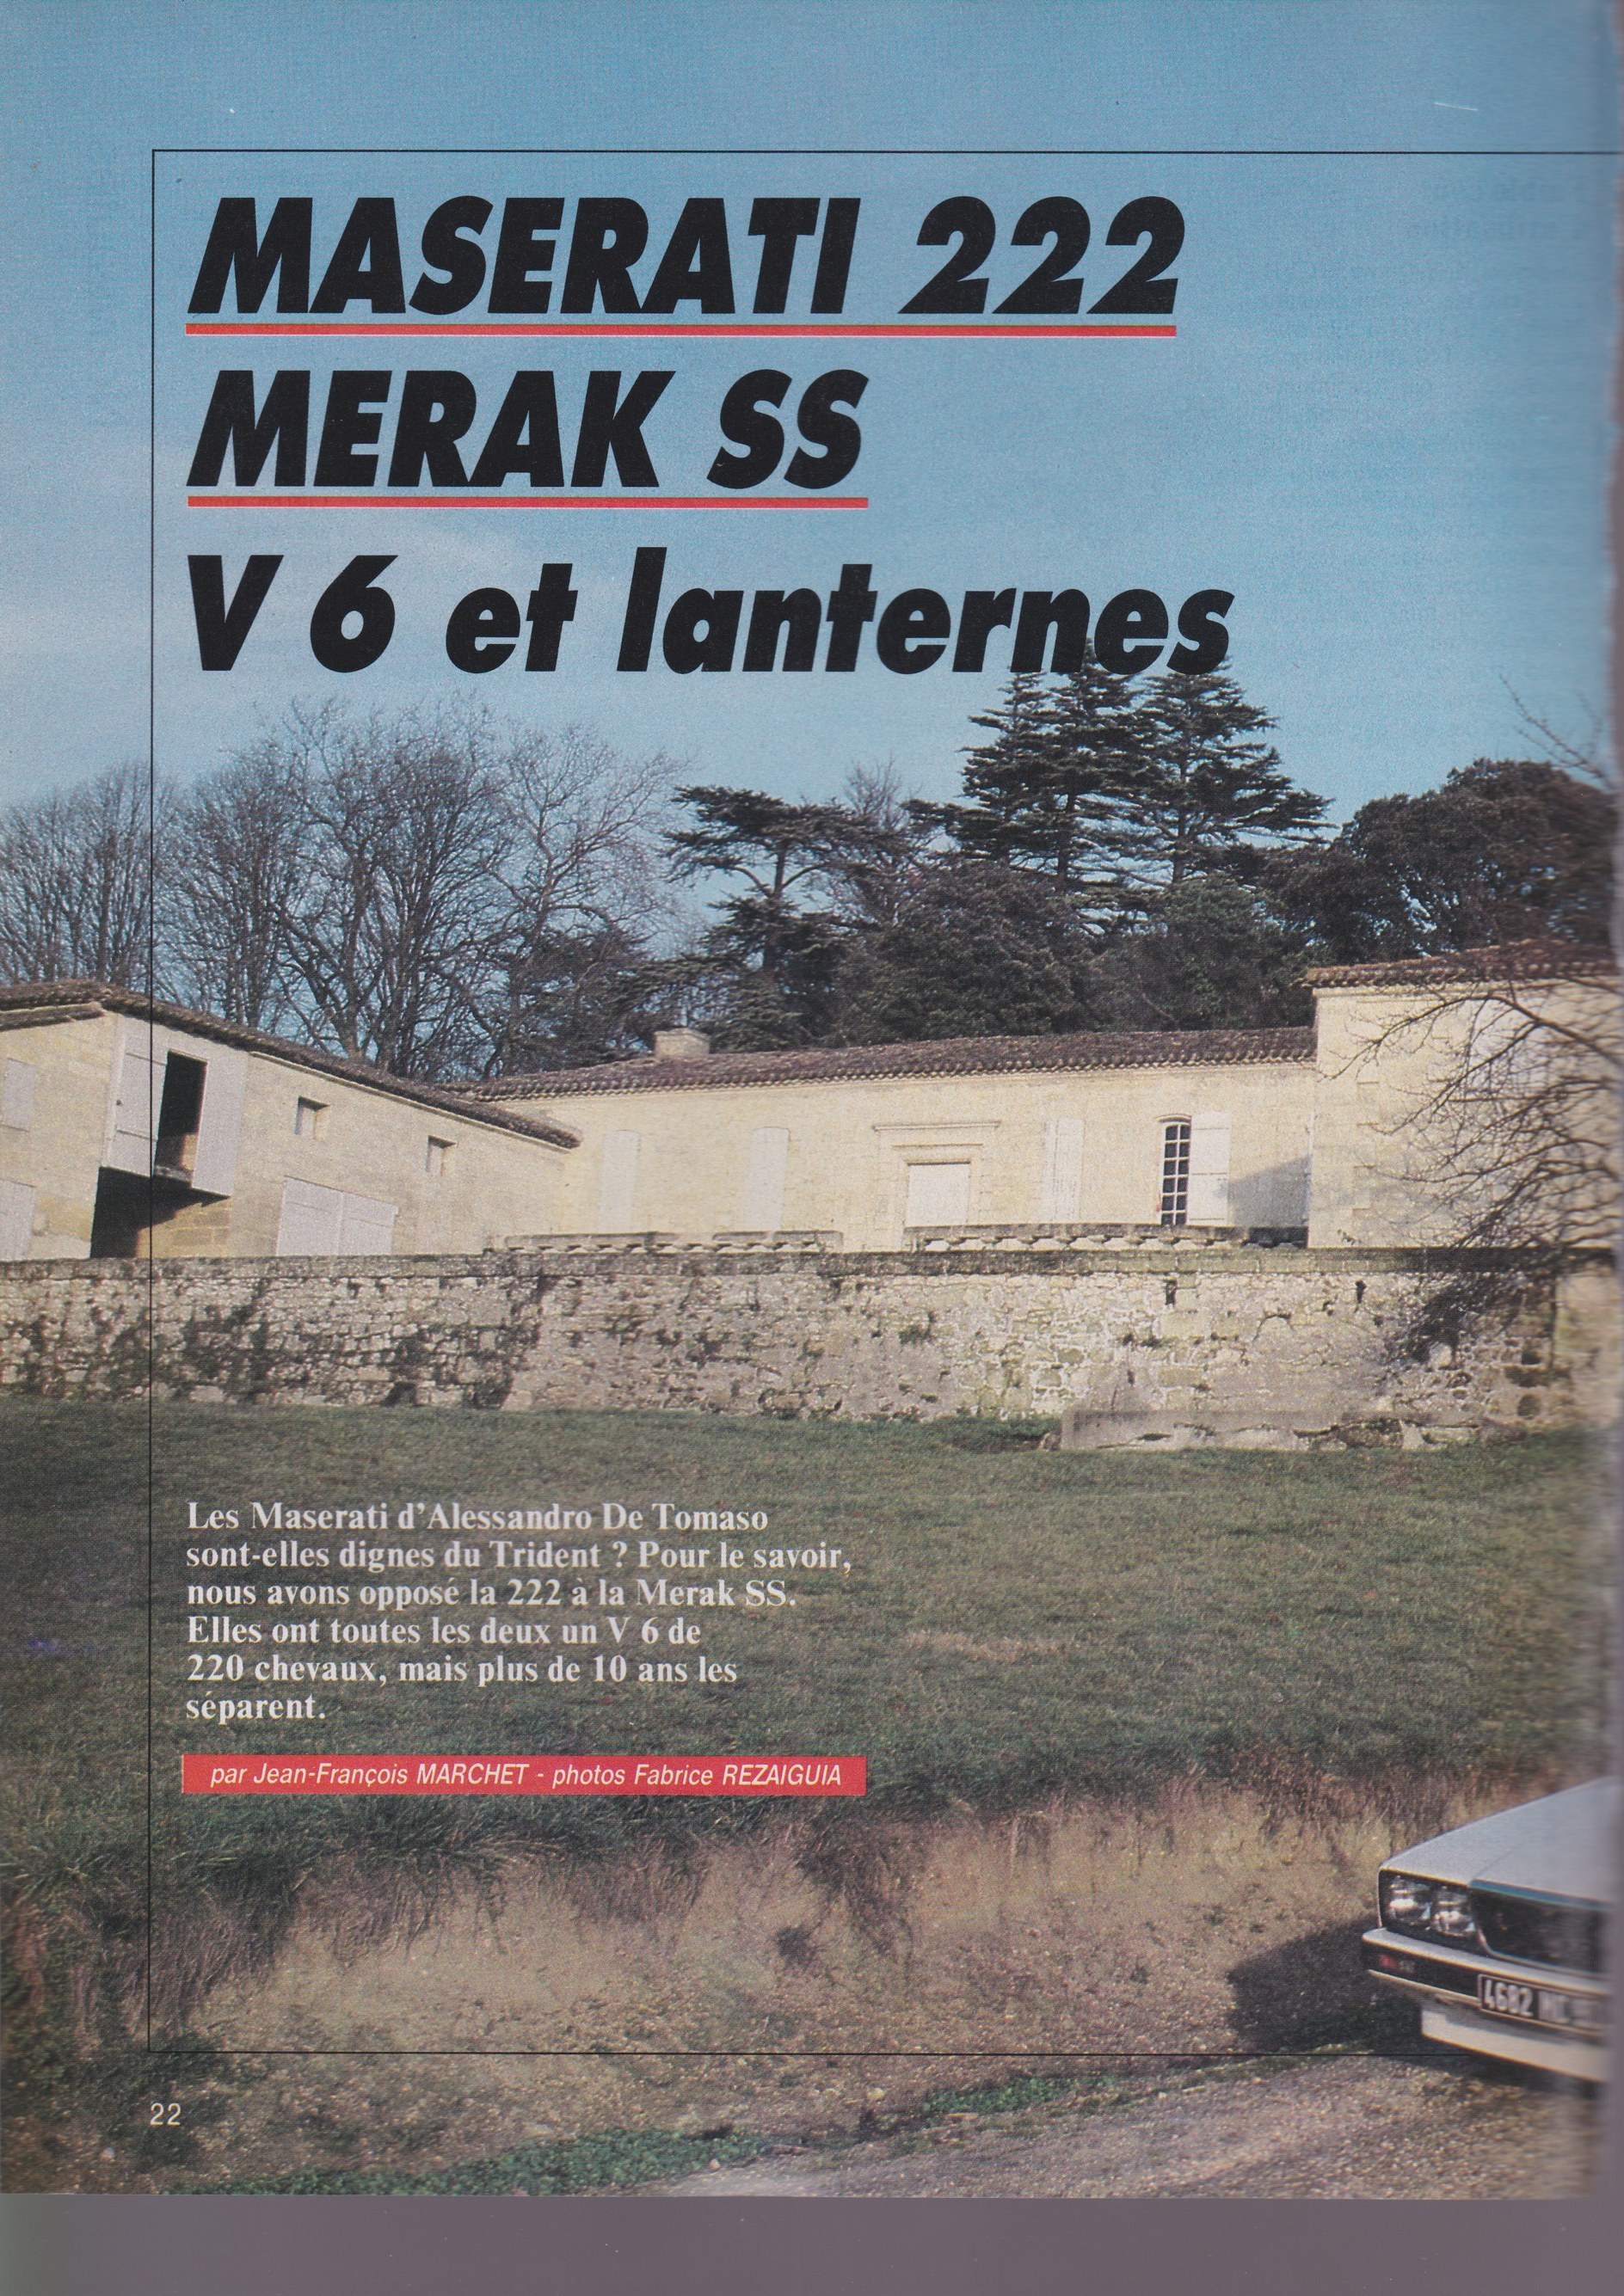 MASERATI 222
MERAK SS
V 6 et lanternes
Les Maserati d'Alessandro De Tomaso
sont-elles dignes du Trident ? Pour le savoir,
nous avons opposé la 222 à la Merak SS.
Elles ont toutes les deux un V 6 de
220 chevaux, mais plus de 10 ans les
séparent.
par Jean-François MARCHET - photos Fabrice REZAIGUIA
4682
22